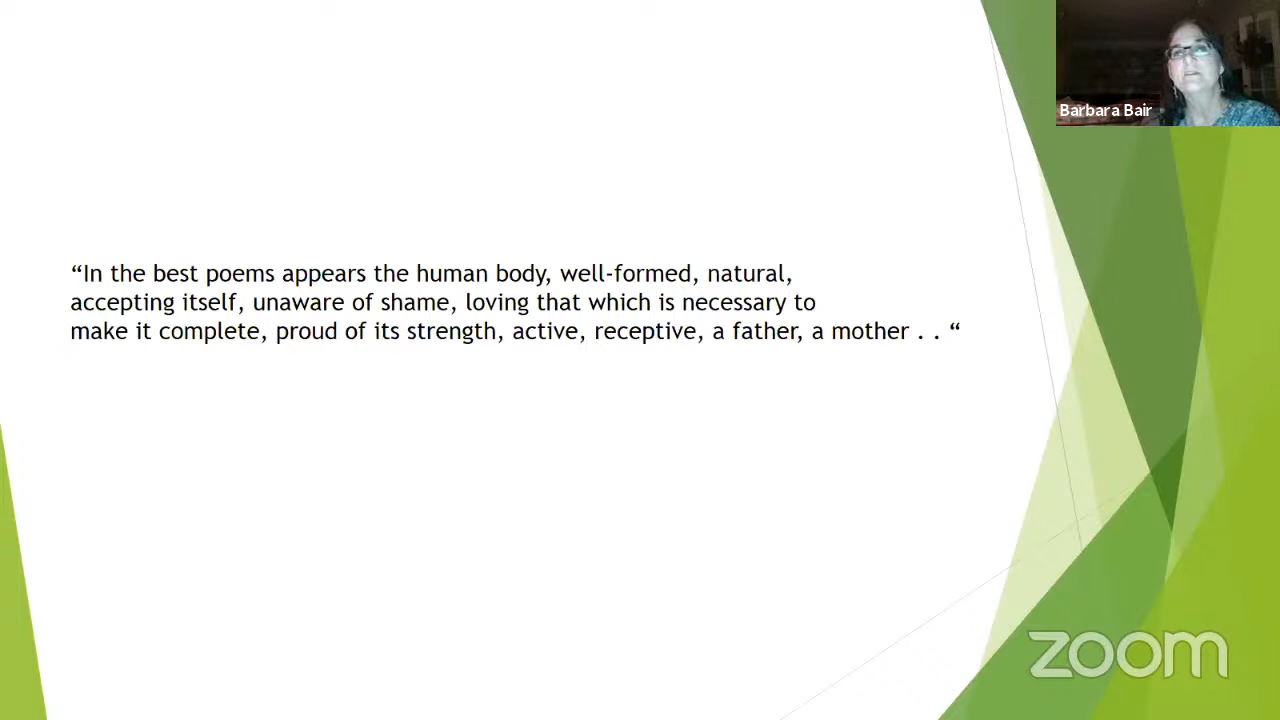 Barbara Bair
“In the best poems appears the human body, well-formed, natural,
accepting itself, unaware of shame, loving that which is necessary to
make it complete, proud of its strength, active, receptive, a father, a mother . . “
zoom